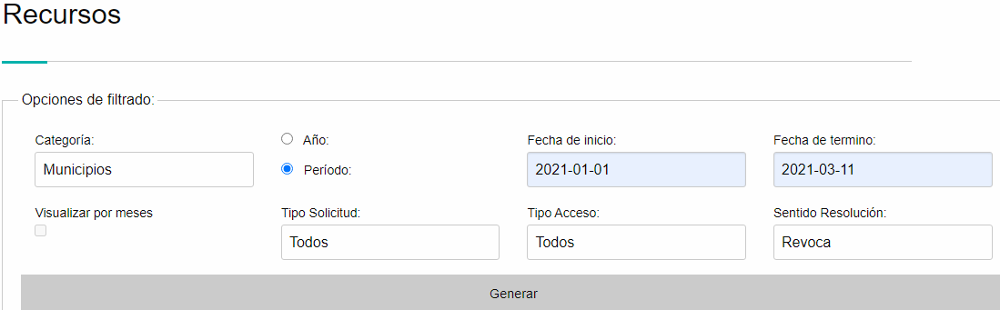 Recursos
Opciones de filtrado:
Categoría:
Municipios
Año:
Período:
Fecha de inicio:
2021-01-01
Fecha de termino:
2021-03-11
Visualizar por meses
Tipo Solicitud:
Todos
Tipo Acceso:
Todos
Sentido Resolución:
Revoca
Generar